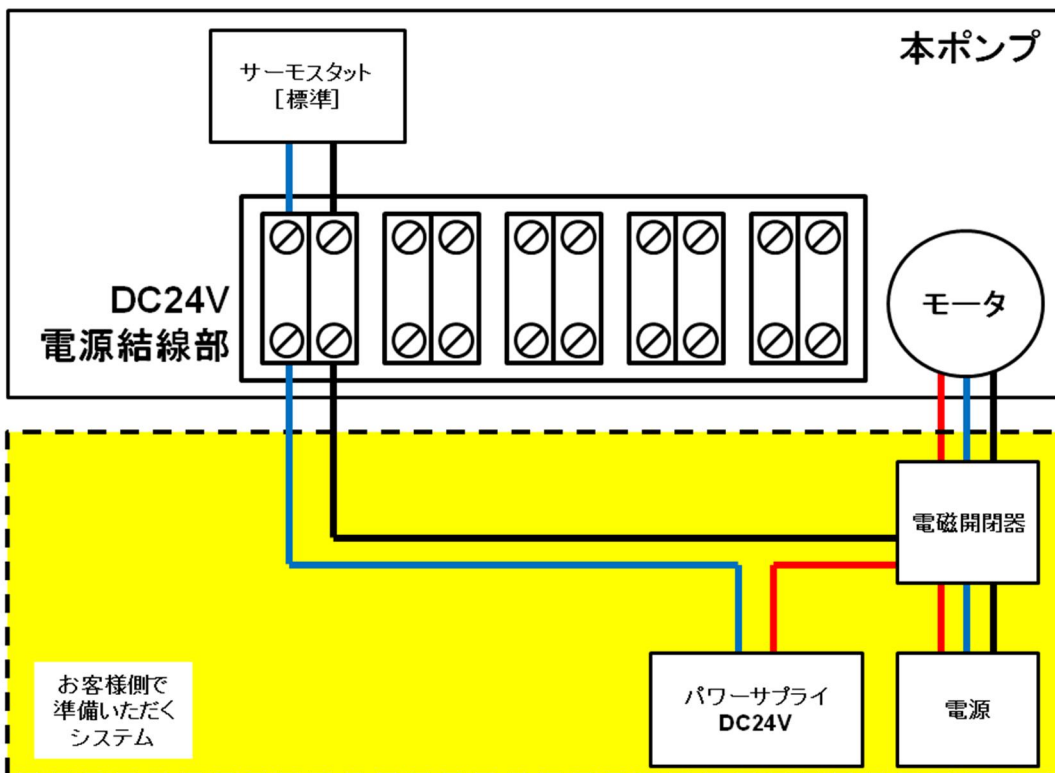 本ポンプ
サーモスタット
[標準]
DC24V
電源結線部
モータ
電磁開閉器
お客様側で
準備いただく
システム
パワーサプライ
DC24V
電源